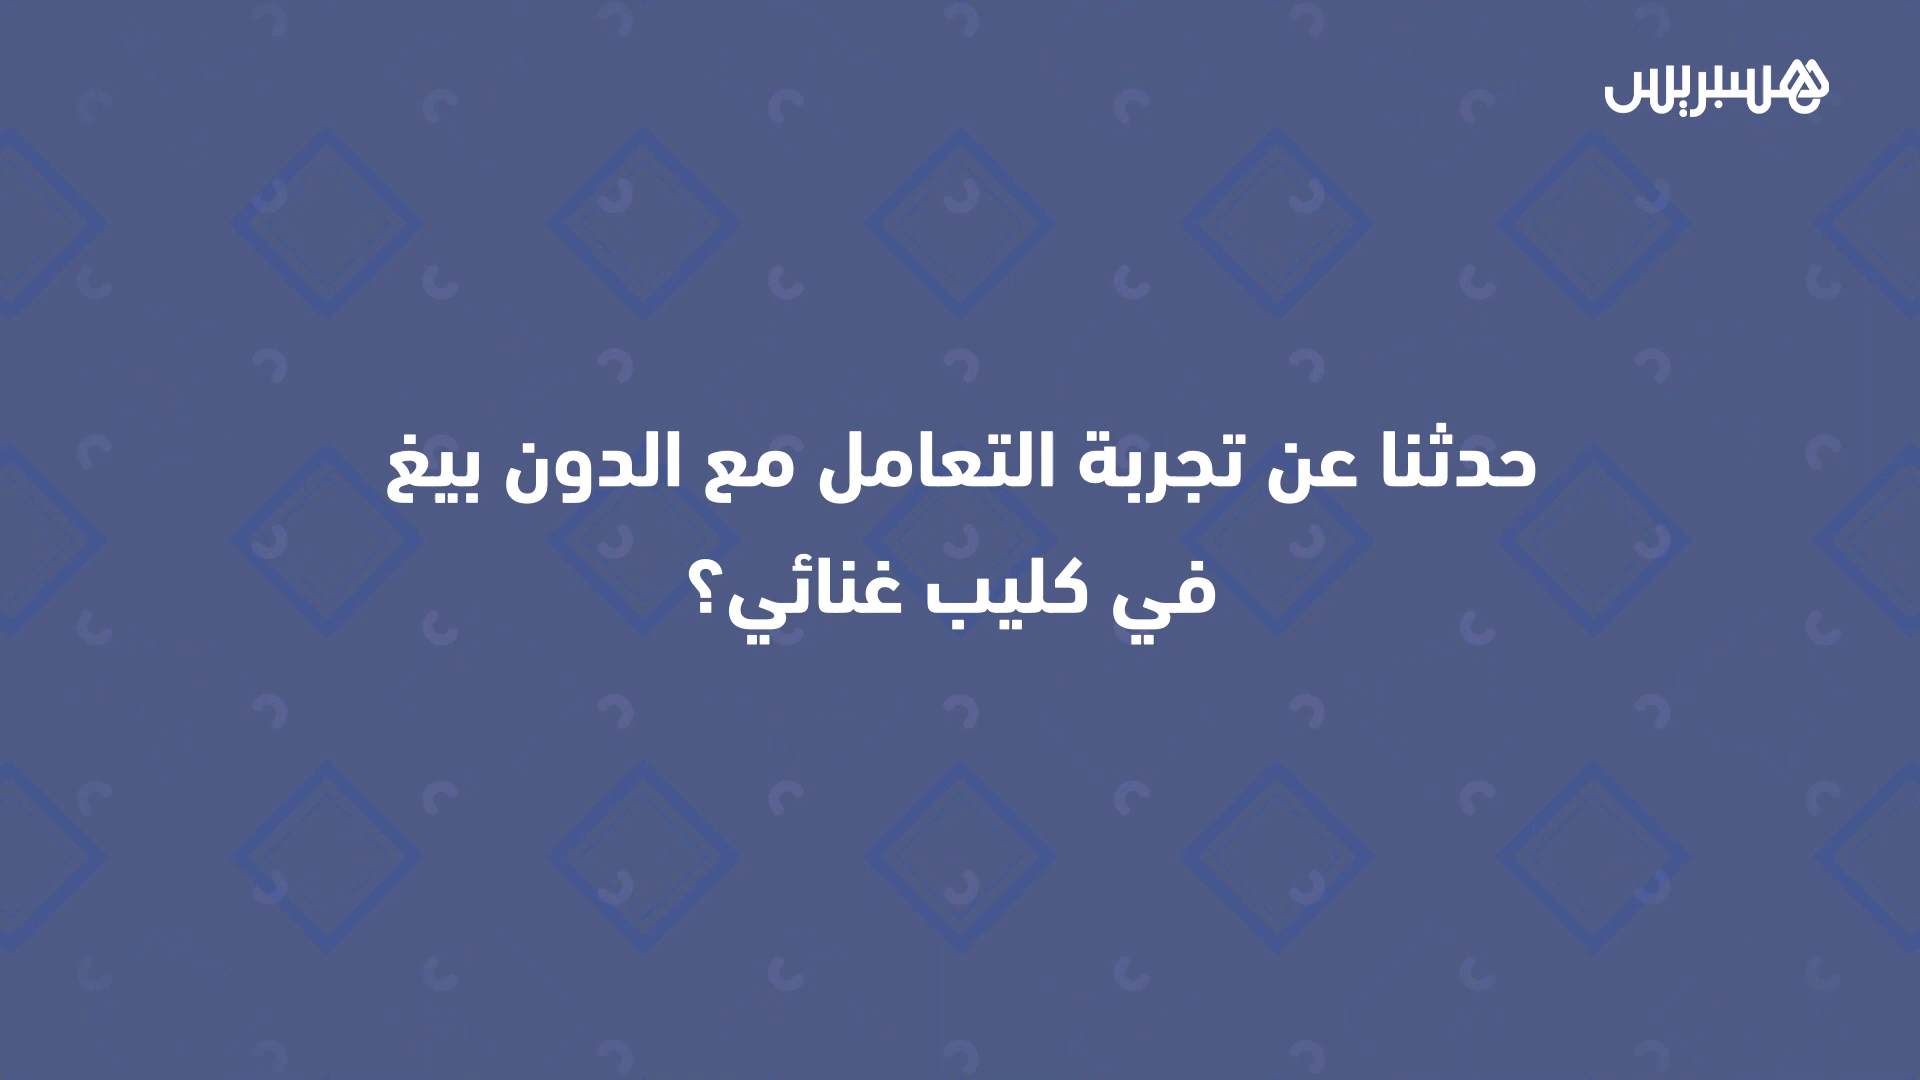 هسبريس
حدثنا عن تجربة التعامل مع الدون بيغ
في كليب غنائي؟